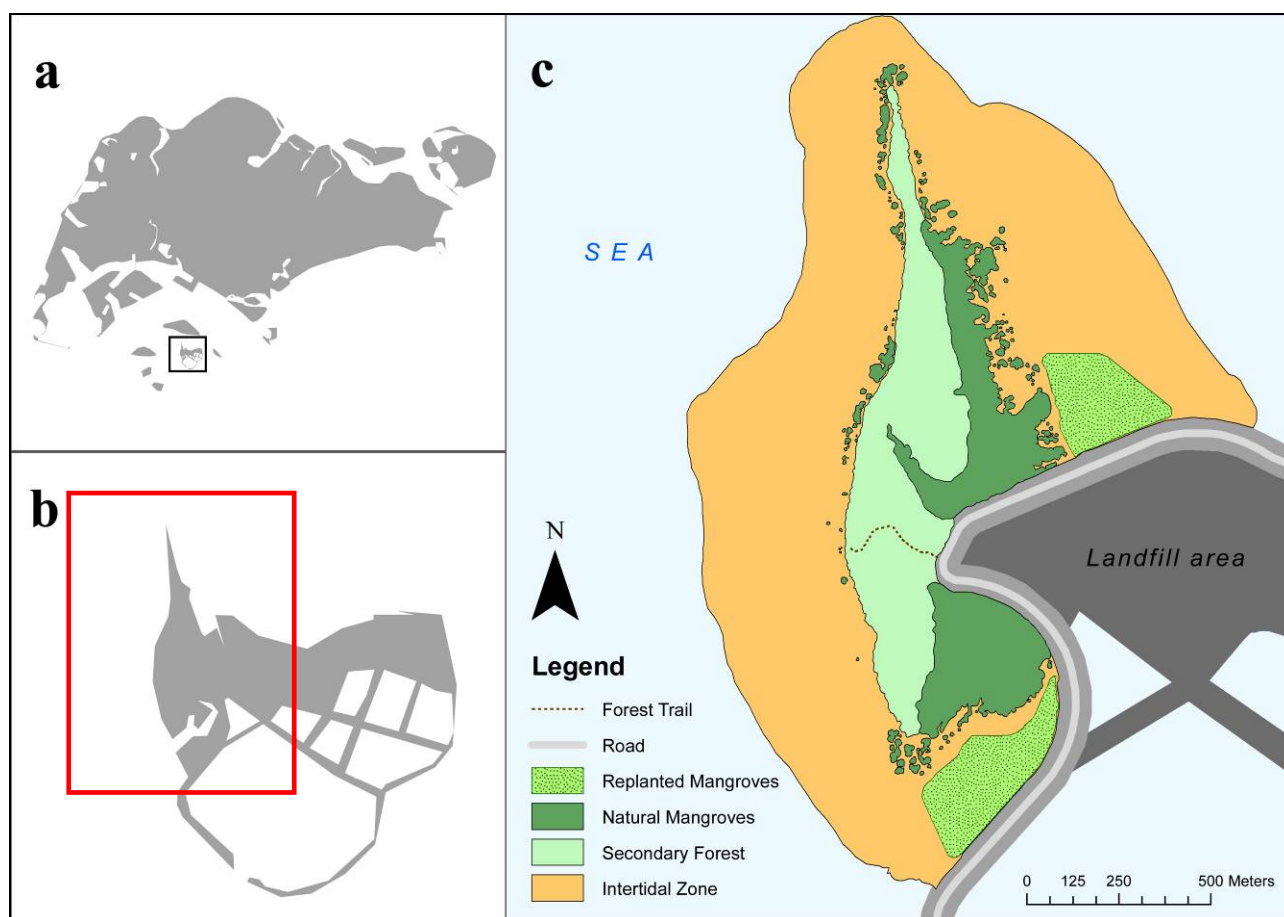 a
b
c
SEA
N
Landfill area
Legend
Forest Trail
Road
Replanted Mangroves
Natural Mangroves
Secondary Forest
Intertidal Zone
0 125 250 500 Meters